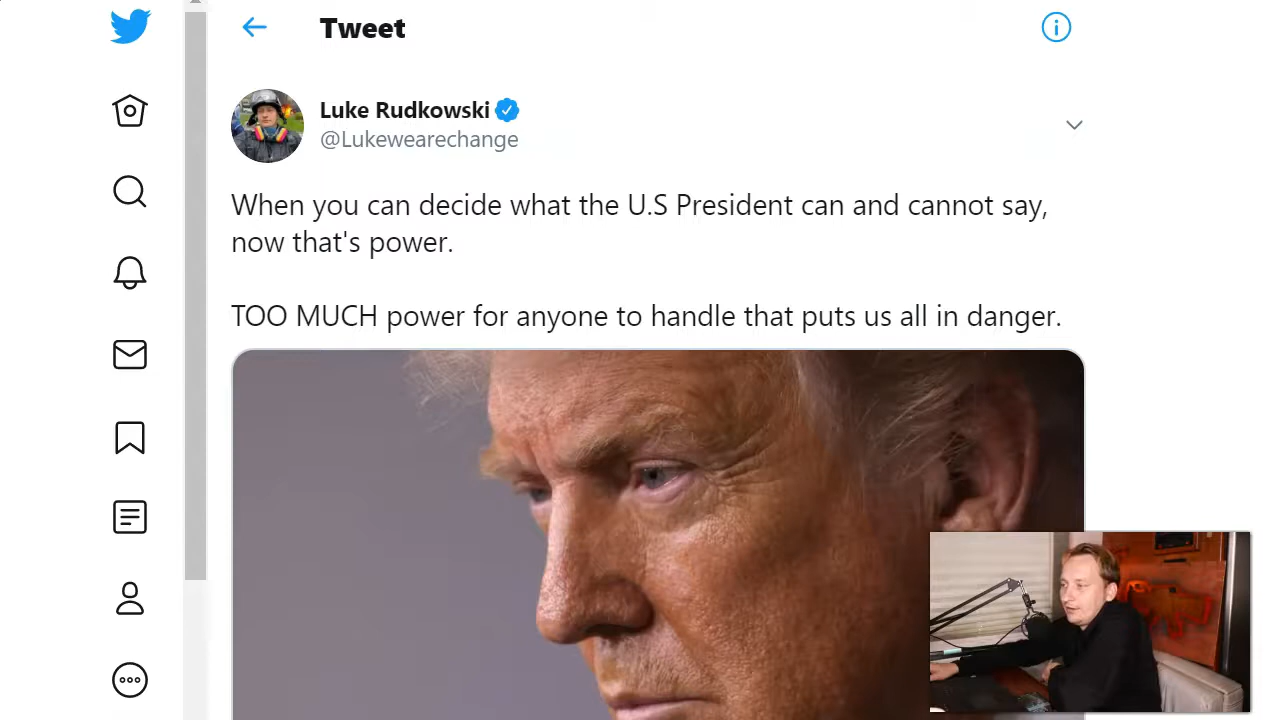 Tweet
Luke Rudkowski
@Lukewearechange
When you can decide what the U.S President can and cannot say,
now that's power.
TOO MUCH power for anyone to handle that puts us all in danger.